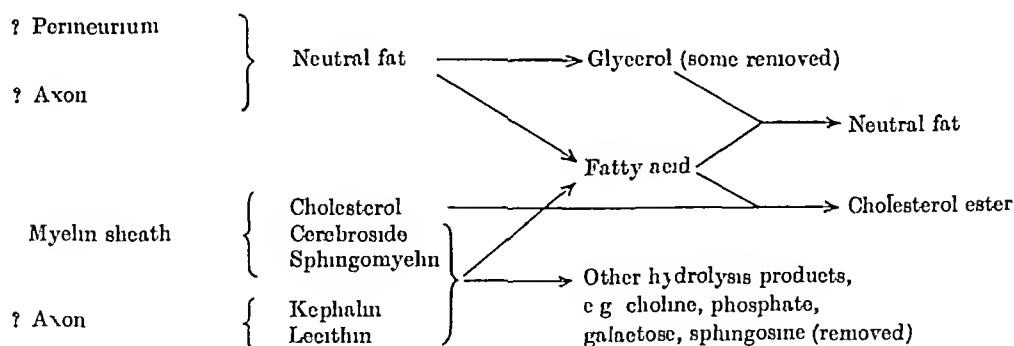 ? Perineurium
Neutral fat
Glycerol (some removed)
? Axon
Neutral fat
Fatty acid
Cholesterol
Cholesterol ester
Myelin sheath
Cerebroside
Sphingomyelin
Other hydrolysis products,
Kephalin
e g choline, phosphate,
? Axon
Lecithin
galactose, sphingosine (removed)